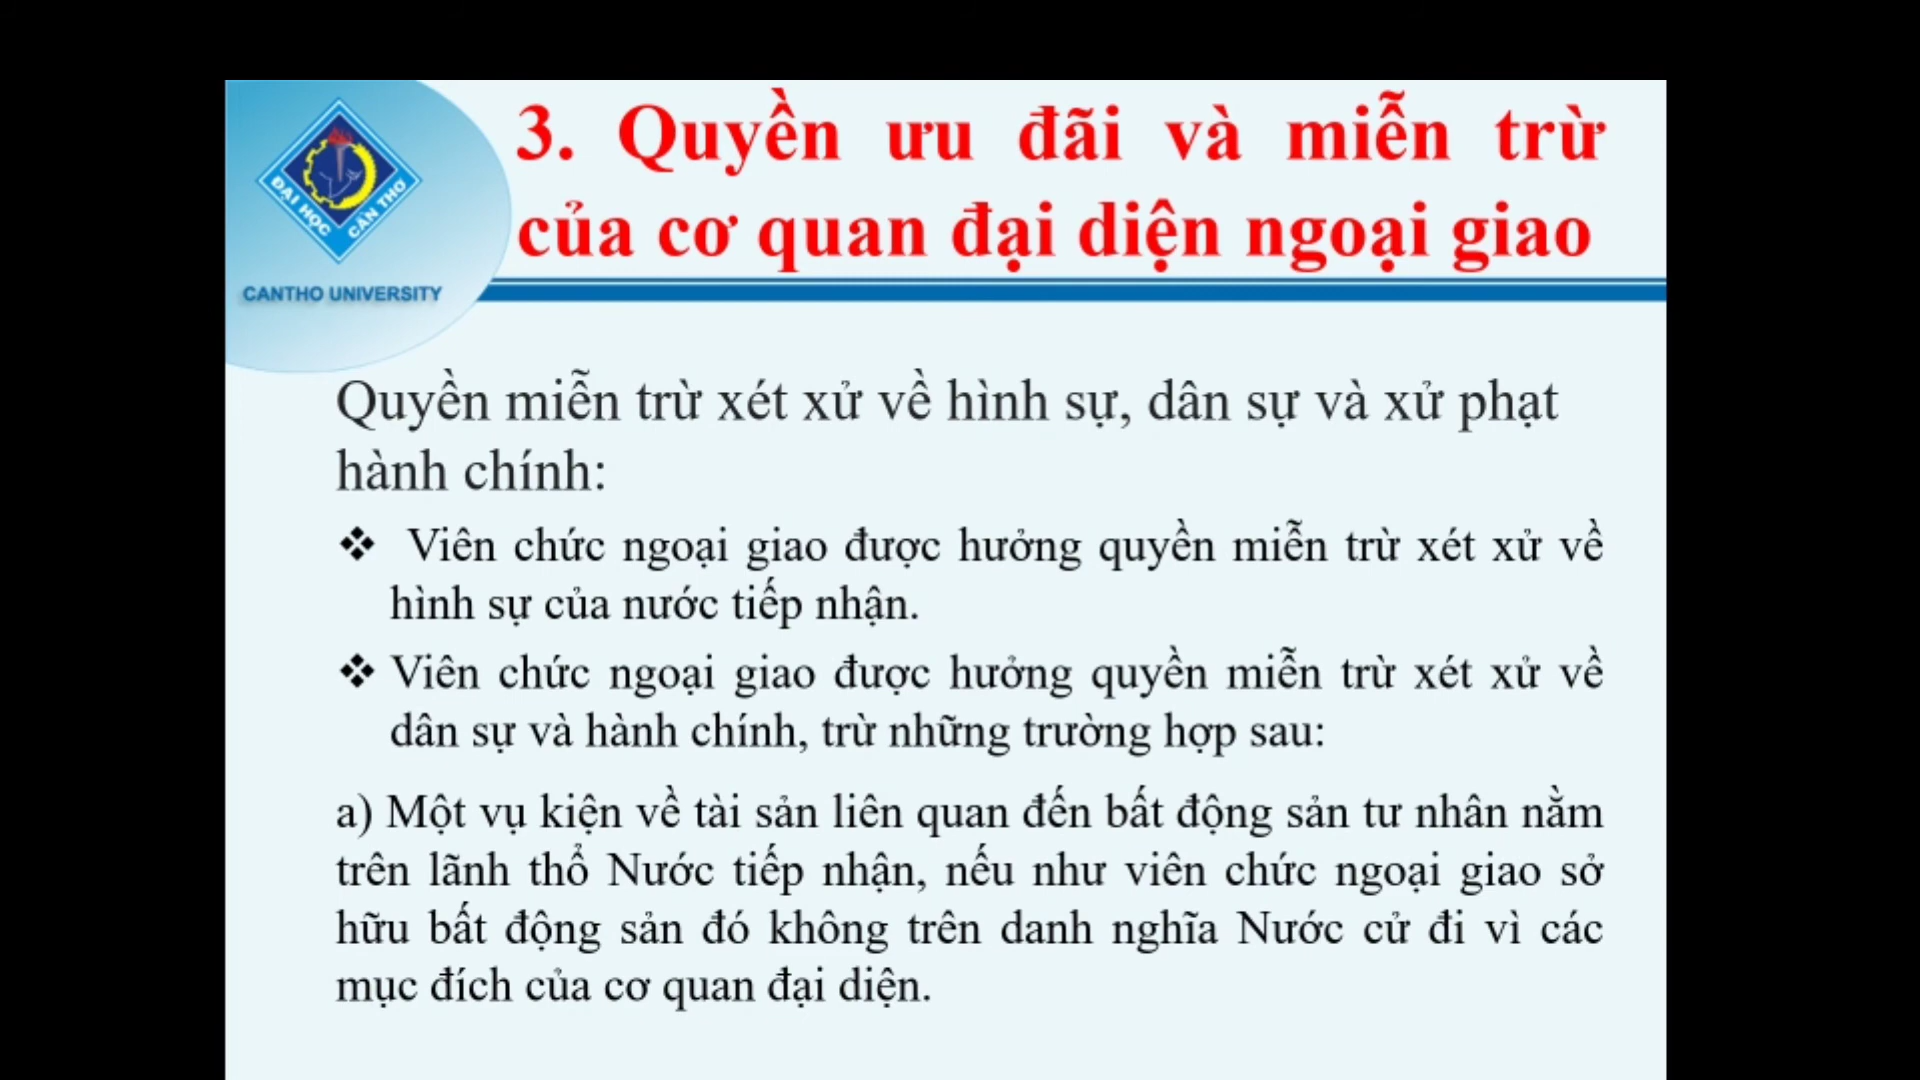 ĐẠI HỌC
CẦN THƠ
CANTHO UNIVERSITY
3. Quyền ưu đãi và miễn trừ
của cơ quan đại diện ngoại giao
Quyền miễn trừ xét xử về hình sự, dân sự và xử phạt
hành chính:
❖ Viên chức ngoại giao được hưởng quyền miễn trừ xét xử về
hình sự của nước tiếp nhận.
❖ Viên chức ngoại giao được hưởng quyền miễn trừ xét xử về
dân sự và hành chính, trừ những trường hợp sau:
a) Một vụ kiện về tài sản liên quan đến bất động sản tư nhân nằm
trên lãnh thổ Nước tiếp nhận, nếu như viên chức ngoại giao sở
hữu bất động sản đó không trên danh nghĩa Nước cử đi vì các
mục đích của cơ quan đại diện.